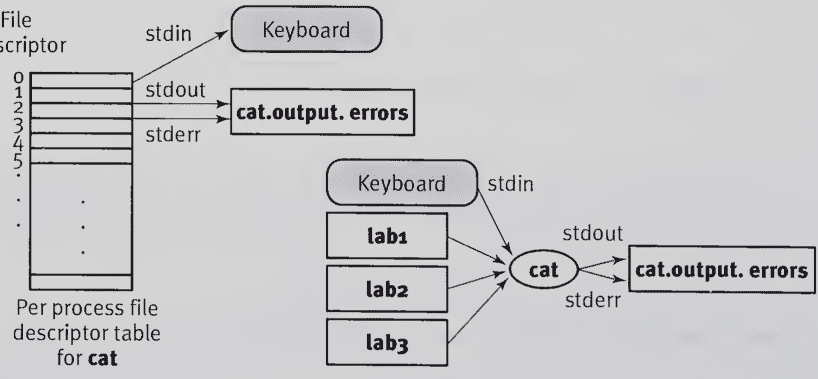 File
scriptor
stdin
Keyboard
0
1
2
3
4
5
stdout
stderr
cat.output. errors
Keyboard
stdin
lab1
lab2
lab3
cat
stdout
stderr
cat.output. errors
Per process file
descriptor table
for cat